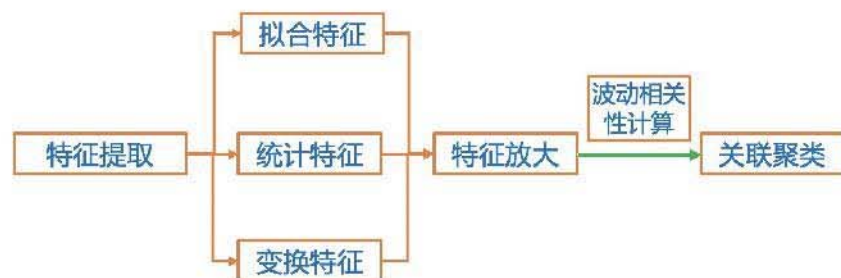 拟合特征
波动相关
性计算
特征提取
统计特征
特征放大
关联聚类
变换特征